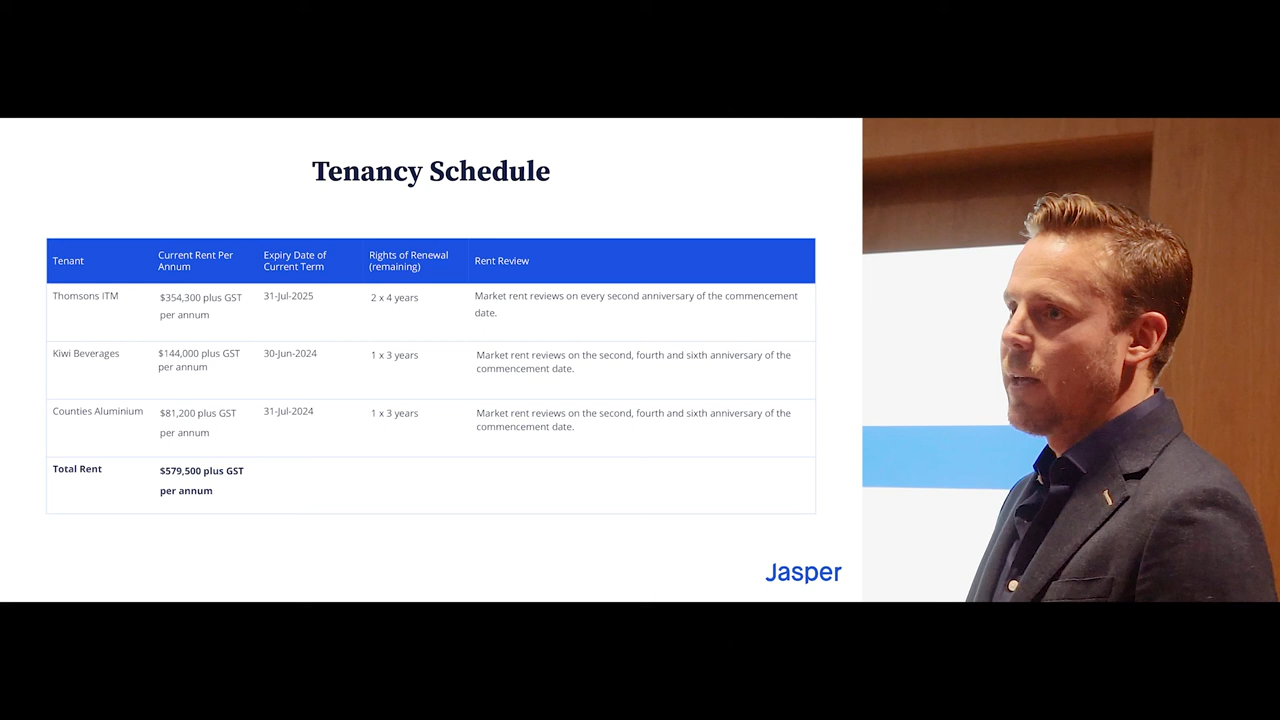 Tenancy Schedule
Tenant
Current Rent Per
Annum
Expiry Date of
Current Term
Rights of Renewal
(remaining)
Rent Review
Thomsons ITM
$354,300 plus GST
per annum
31-Jul-2025
2 x 4 years
Market rent reviews on every second anniversary of the commencement
date.
Kiwi Beverages
$144,000 plus GST
per annum
30-Jun-2024
1 x 3 years
Market rent reviews on the second, fourth and sixth anniversary of the
commencement date.
Counties Aluminium
$81,200 plus GST
per annum
31-Jul-2024
1 x 3 years
Market rent reviews on the second, fourth and sixth anniversary of the
commencement date.
Total Rent
$579,500 plus GST
per annum
Jasper